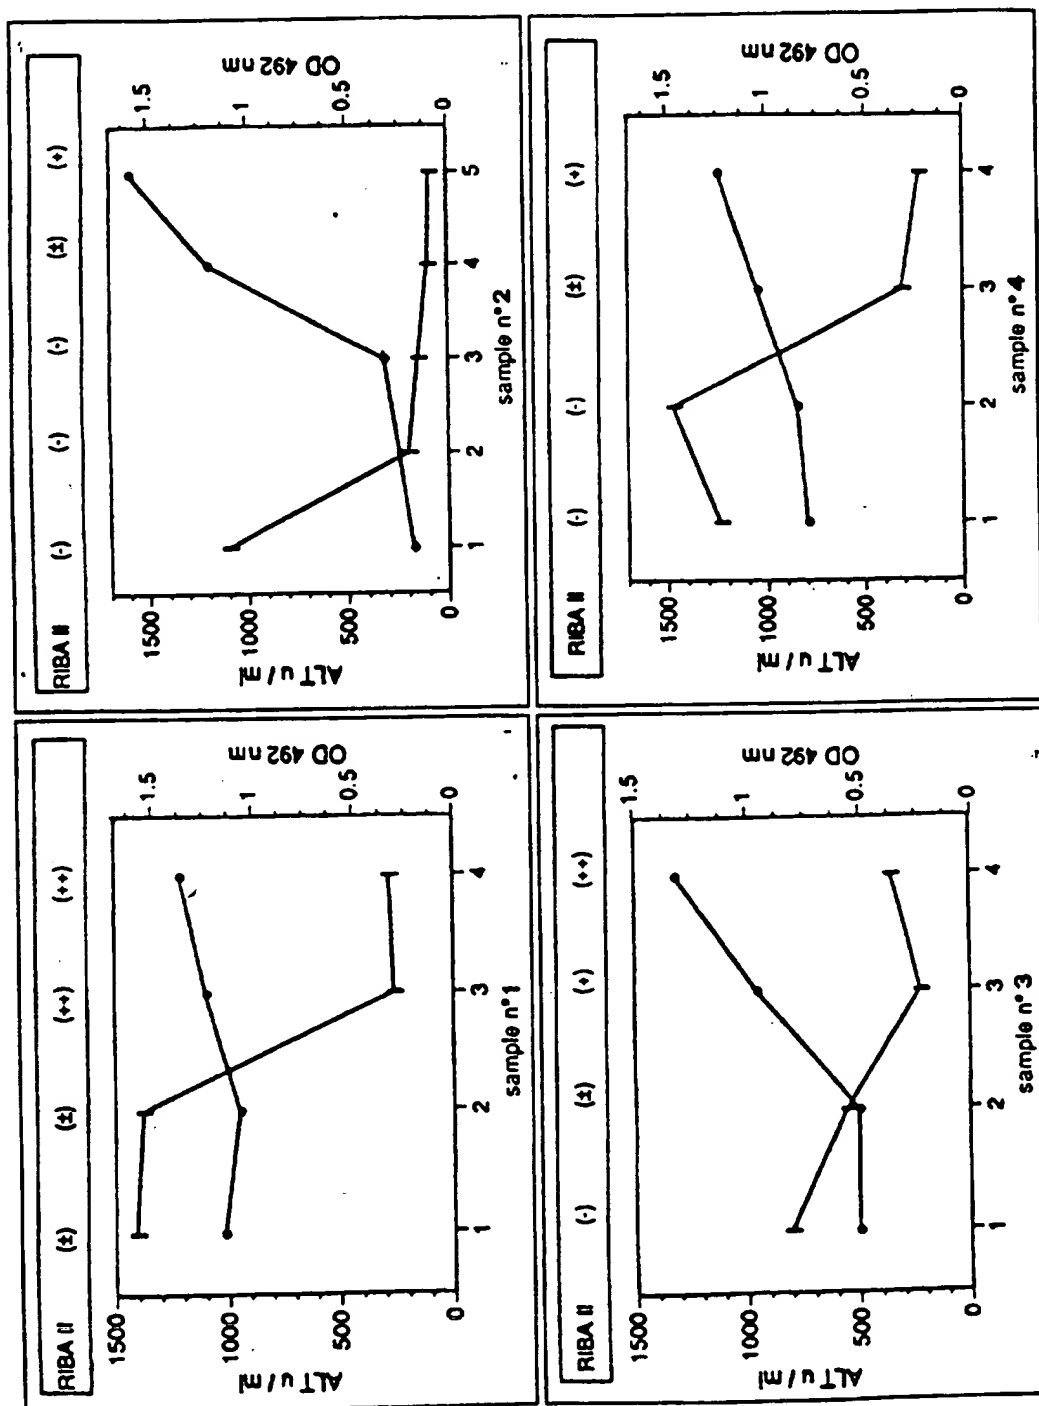 RIBA II (±) (±) (++) (++)
ALT u / ml
1500
1000
500
0
OD 492 nm
1.5
1
0.5
0
1 2 3 4
sample n°1
RIBA II (-) (-) (-) (±) (+)
ALT u / ml
1500
1000
500
0
OD 492 nm
1.5
1
0.5
0
1 2 3 4 5
sample n°2
RIBA II (-) (±) (+) (++)
ALT u / ml
1500
1000
500
0
OD 492 nm
1.5
1
0.5
0
1 2 3 4
sample n° 3
RIBA II (-) (-) (±) (+)
ALT u / ml
1500
1000
500
0
OD 492 nm
1.5
1
0.5
0
1 2 3 4
sample n° 4